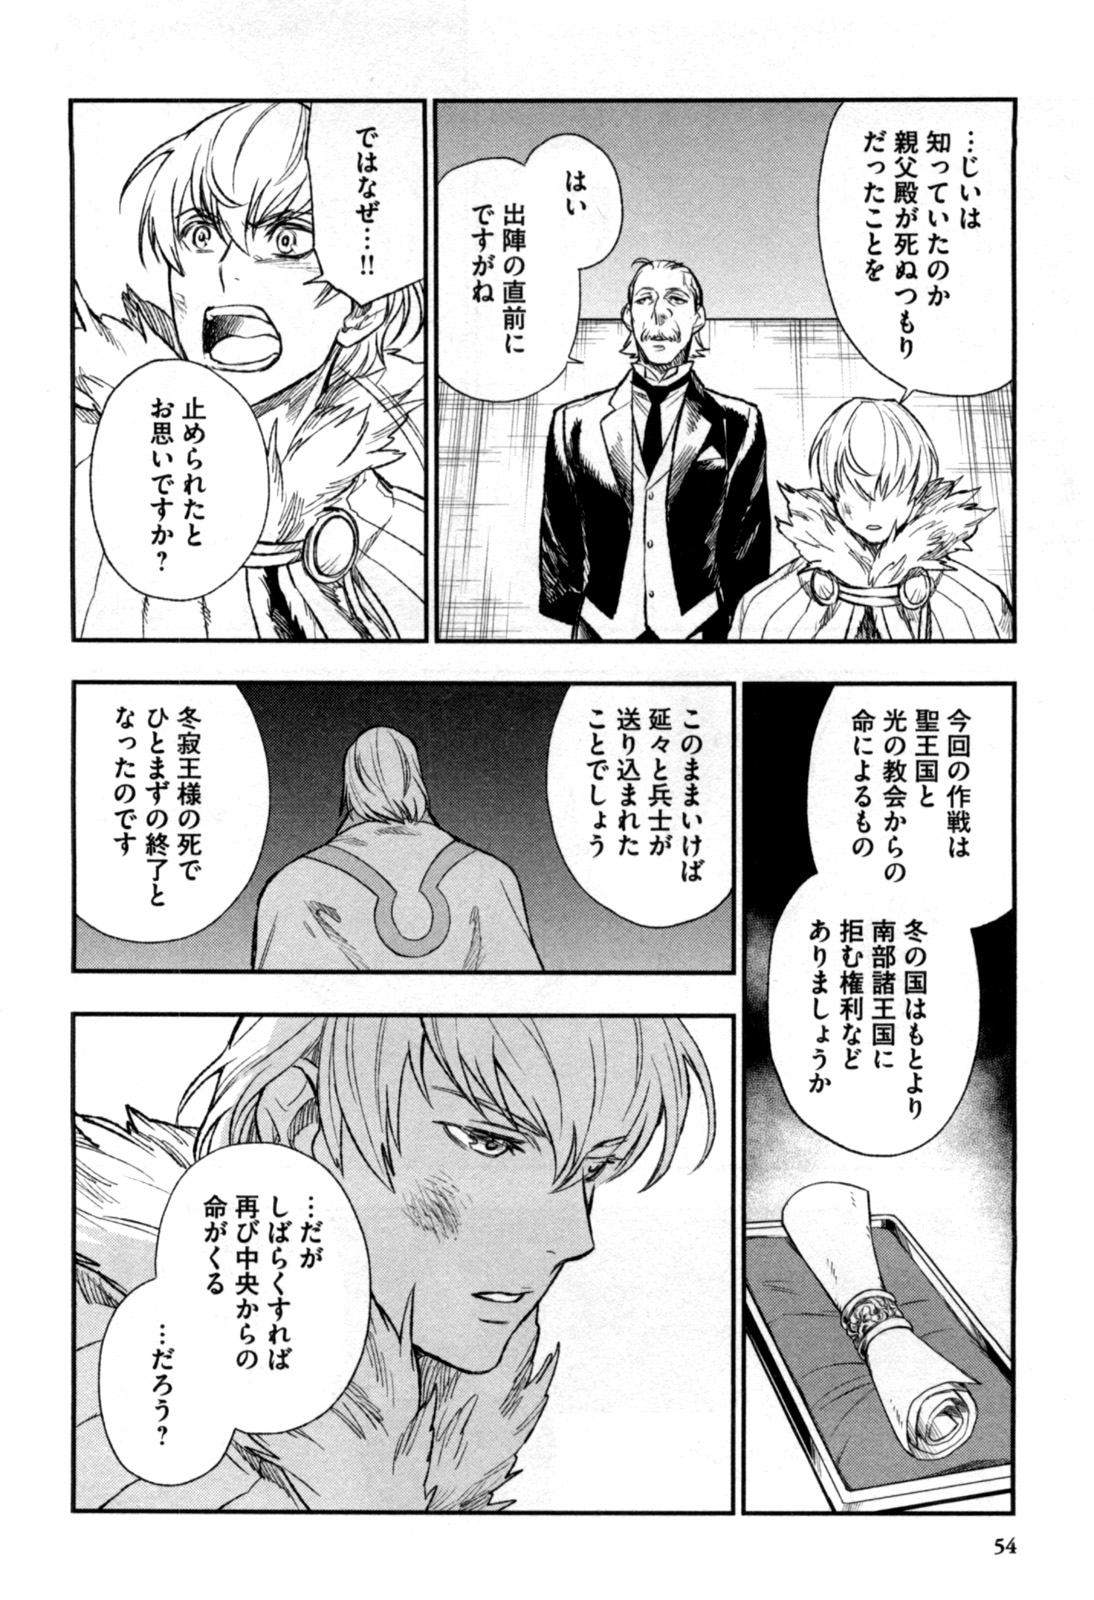 …じいは
知っていたのか
親父殿が死ぬつもり
だったことを
はい
出陣の直前に
ですがね
ではなぜ…!!
止められたと
お思いですか?
今回の作戦は
聖王国と
光の教会からの
命によるもの
冬の国はもとより
南部諸王国に
拒む権利など
ありましょうか
このままいけば
延々と兵士が
送り込まれた
ことでしょう
冬寂王様の死で
ひとまずの終了と
なったのです
…だが
しばらくすれば
再び中央からの
命がくる
…だろう?
54